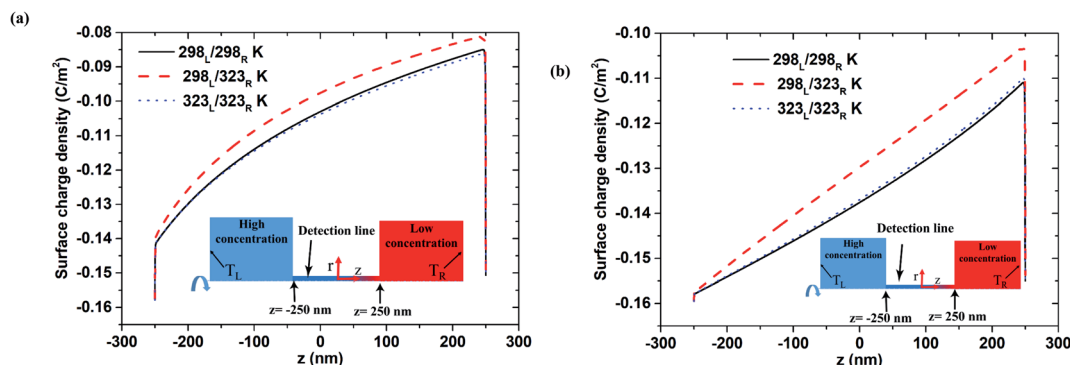 (a)
Surface charge density (C/m²)
-0.08
-0.09
-0.10
-0.11
-0.12
-0.13
-0.14
-0.15
-0.16
298L/298R K
298L/323R K
323L/323R K
High
concentration
Detection line
Low
concentration
TL
r
z
TR
z= -250 nm
z= 250 nm
-300 -200 -100 0 100 200 300
z (nm)
(b)
Surface charge density (C/m²)
-0.10
-0.11
-0.12
-0.13
-0.14
-0.15
-0.16
298L/298R K
298L/323R K
323L/323R K
High
concentration
Detection line
Low
concentration
TL
r
z
TR
z= -250 nm
z= 250 nm
-300 -200 -100 0 100 200 300
z (nm)